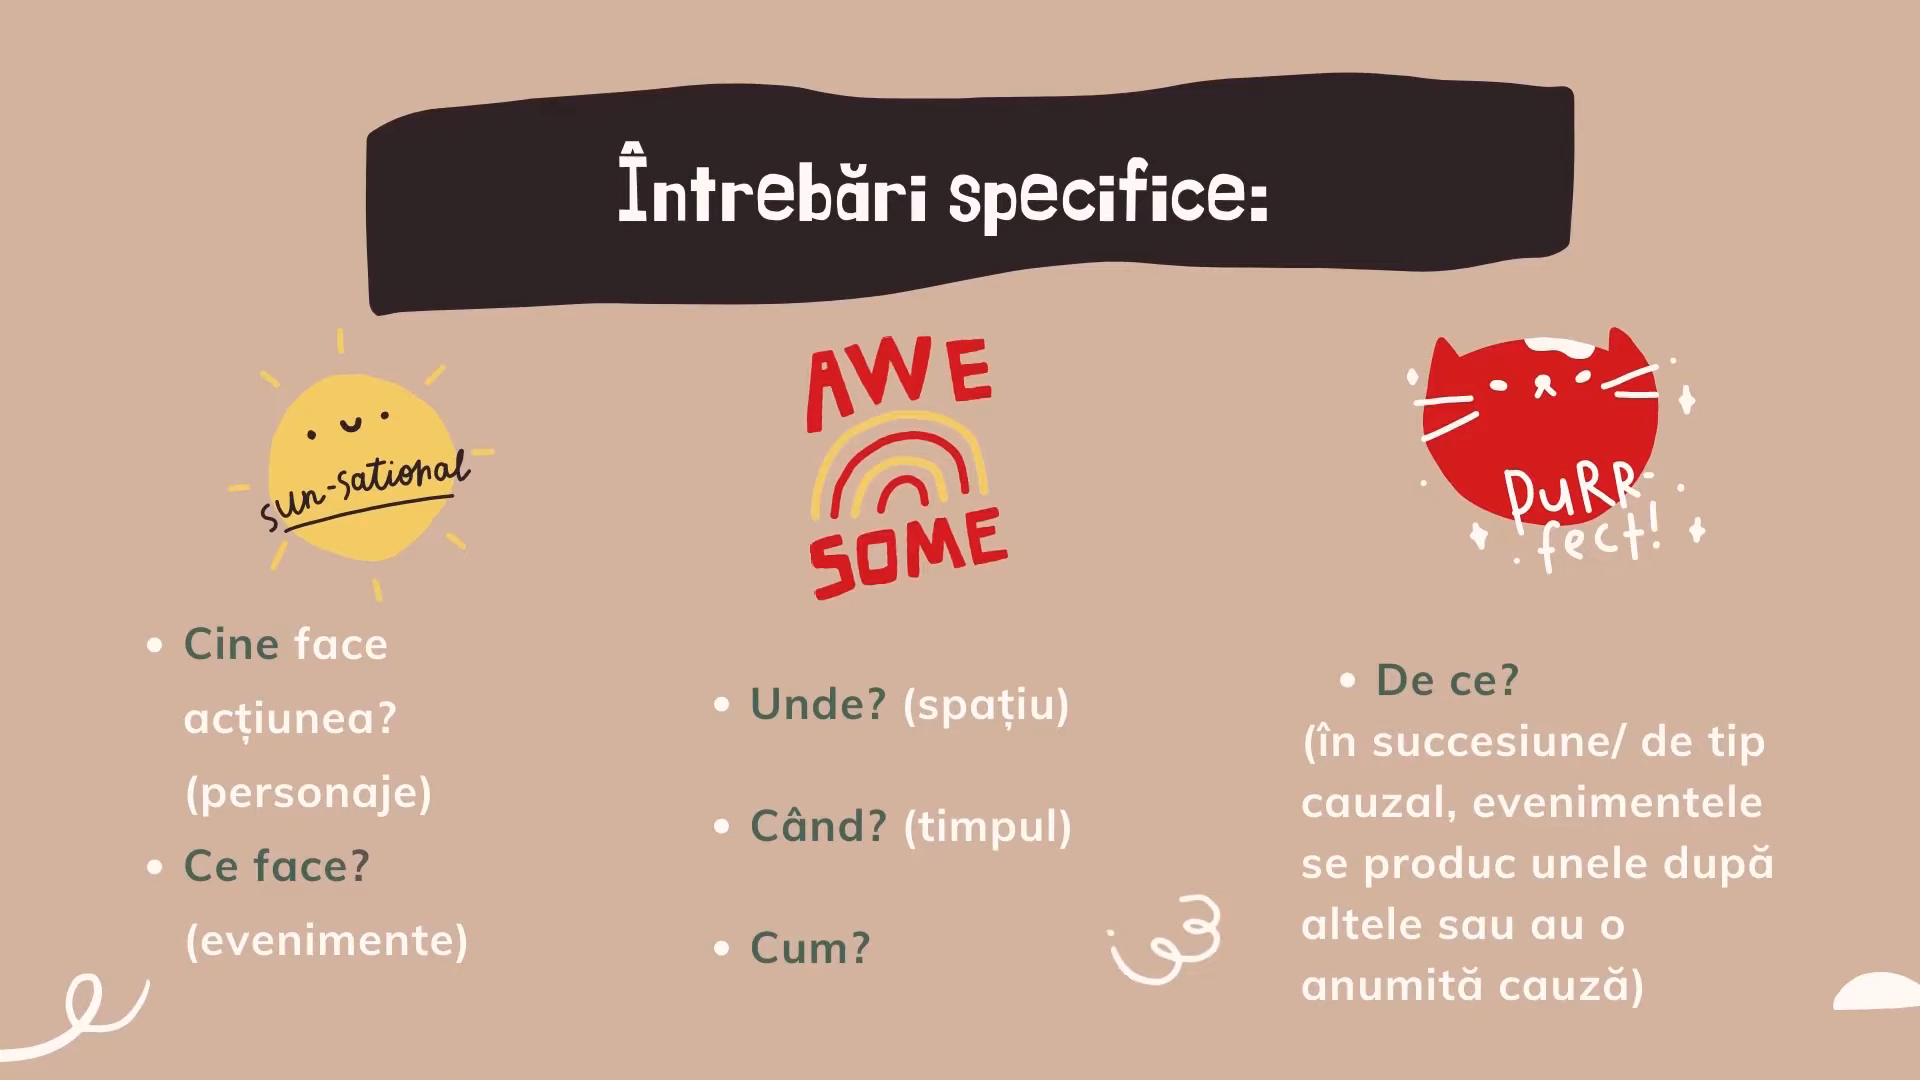 Întrebări specifice:
sun-sational
AWE
SOME
PURR-
fect!
• Cine face
acțiunea?
(personaje)
• Ce face?
(evenimente)
• Unde? (spațiu)
• Când? (timpul)
• Cum?
• De ce?
(în succesiune/ de tip
cauzal, evenimentele
se produc unele după
altele sau au o
anumită cauză)